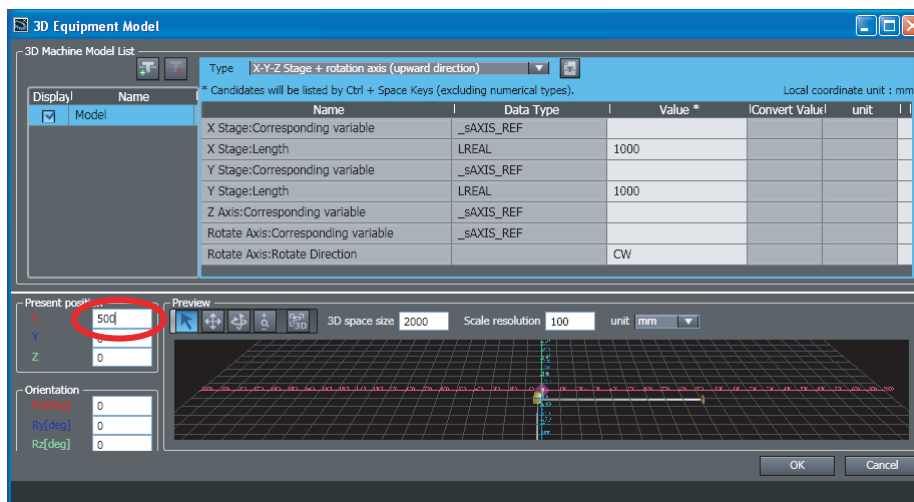 3D Equipment Model
3D Machine Model List
Type X-Y-Z Stage + rotation axis (upward direction)
* Candidates will be listed by Ctrl + Space Keys (excluding numerical types). Local coordinate unit : mm
Display Name
Model
Name Data Type Value * Convert Value unit
X Stage:Corresponding variable _sAXIS_REF
X Stage:Length LREAL 1000
Y Stage:Corresponding variable _sAXIS_REF
Y Stage:Length LREAL 1000
Z Axis:Corresponding variable _sAXIS_REF
Rotate Axis:Corresponding variable _sAXIS_REF
Rotate Axis:Rotate Direction CW
Present position
X 500
Y 0
Z 0
Orientation
Rx[deg] 0
Ry[deg] 0
Rz[deg] 0
Preview
3D space size 2000 Scale resolution 100 unit mm
OK Cancel